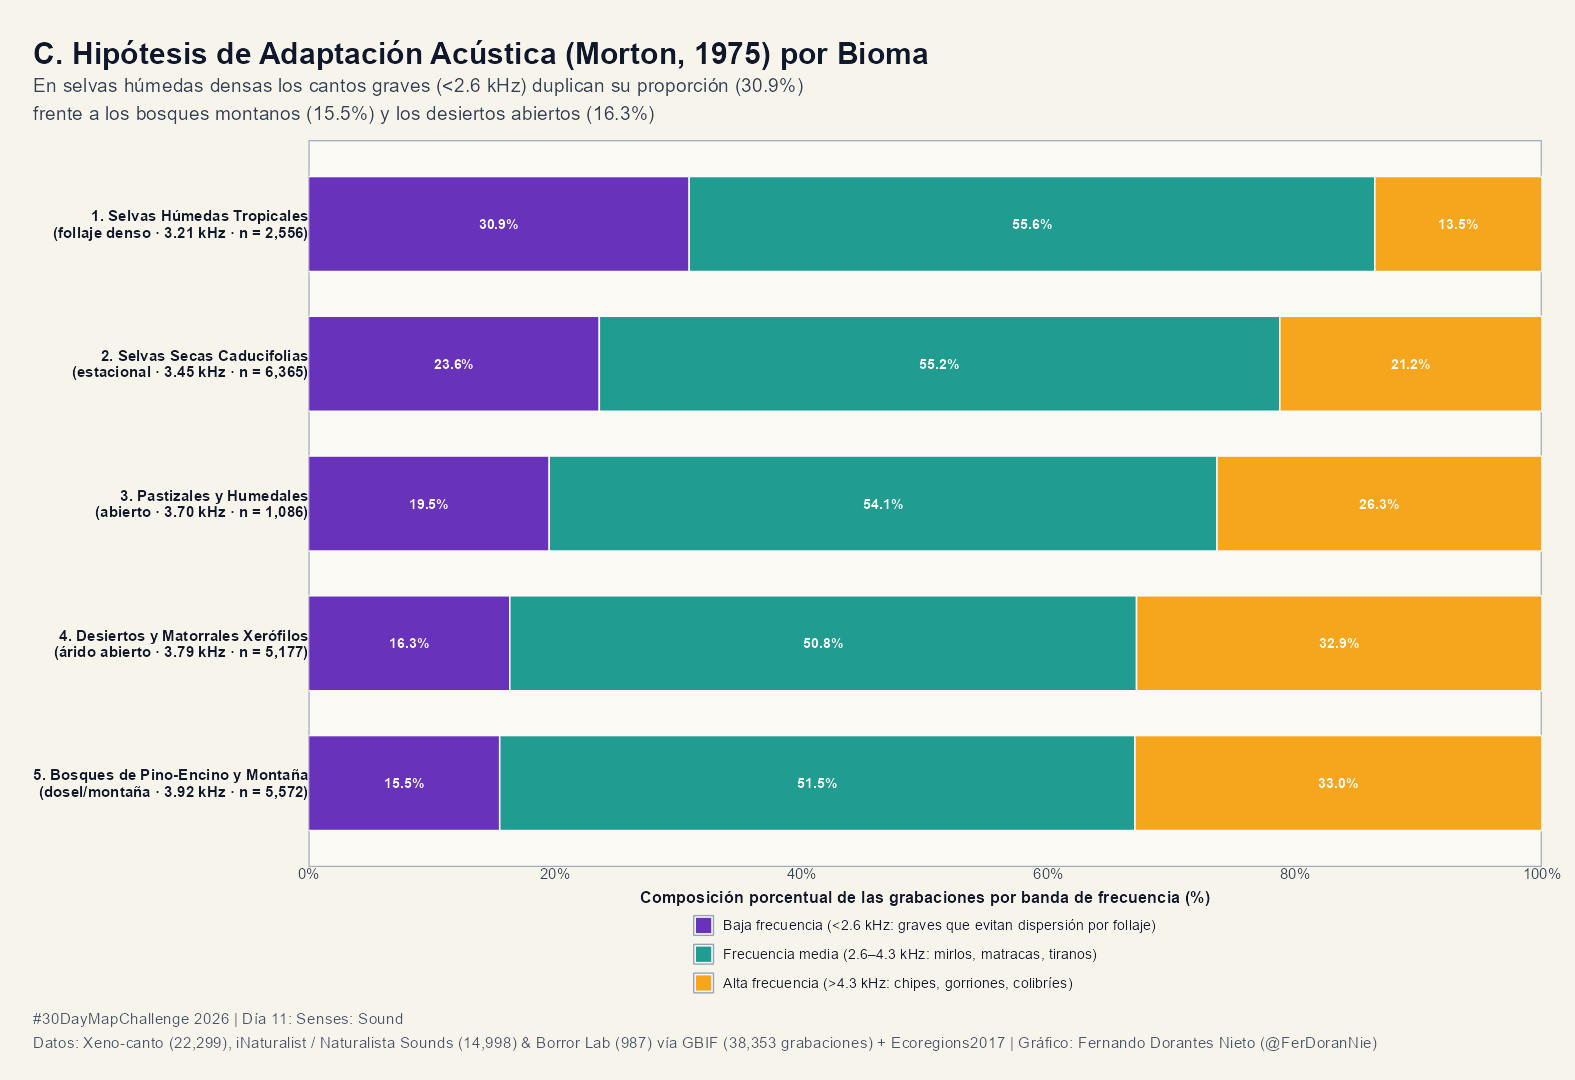 C. Hipótesis de Adaptación Acústica (Morton, 1975) por Bioma
En selvas húmedas densas los cantos graves (<2.6 kHz) duplican su proporción (30.9%)
frente a los bosques montanos (15.5%) y los desiertos abiertos (16.3%)
1. Selvas Húmedas Tropicales
(follaje denso · 3.21 kHz · n = 2,556)
30.9% 55.6% 13.5%
2. Selvas Secas Caducifolias
(estacional · 3.45 kHz · n = 6,365)
23.6% 55.2% 21.2%
3. Pastizales y Humedales
(abierto · 3.70 kHz · n = 1,086)
19.5% 54.1% 26.3%
4. Desiertos y Matorrales Xerófilos
(árido abierto · 3.79 kHz · n = 5,177)
16.3% 50.8% 32.9%
5. Bosques de Pino-Encino y Montaña
(dosel/montaña · 3.92 kHz · n = 5,572)
15.5% 51.5% 33.0%
0% 20% 40% 60% 80% 100%
Composición porcentual de las grabaciones por banda de frecuencia (%)
Baja frecuencia (<2.6 kHz: graves que evitan dispersión por follaje)
Frecuencia media (2.6–4.3 kHz: mirlos, matracas, tiranos)
Alta frecuencia (>4.3 kHz: chipes, gorriones, colibríes)
#30DayMapChallenge 2026 | Día 11: Senses: Sound
Datos: Xeno-canto (22,299), iNaturalist / Naturalista Sounds (14,998) & Borror Lab (987) vía GBIF (38,353 grabaciones) + Ecoregions2017 | Gráfico: Fernando Dorantes Nieto (@FerDoranNie)